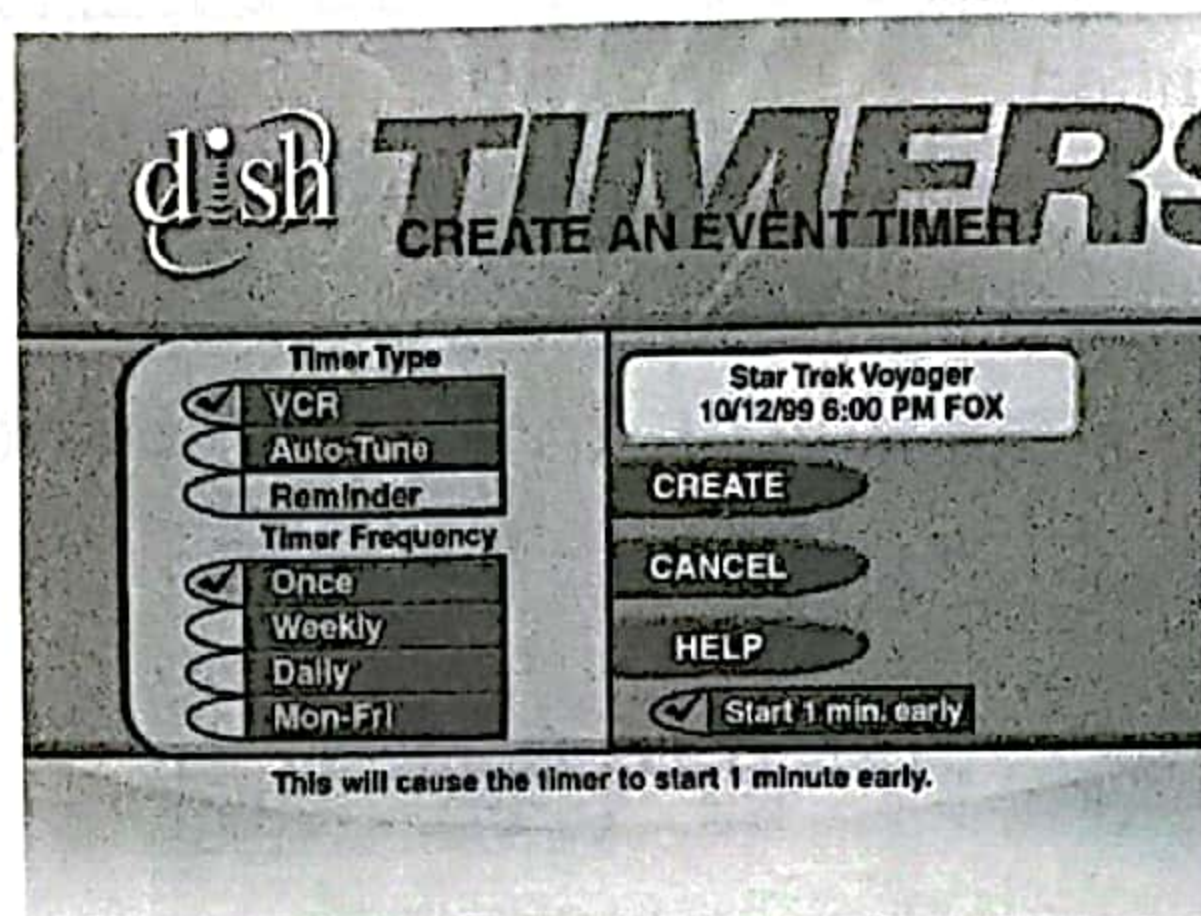 dish TIMERS
CREATE AN EVENT TIMER
Timer Type
VCR
Auto-Tune
Reminder
Timer Frequency
Once
Weekly
Daily
Mon-Fri
Star Trek Voyager
10/12/99 6:00 PM FOX
CREATE
CANCEL
HELP
Start 1 min. early
This will cause the timer to start 1 minute early.